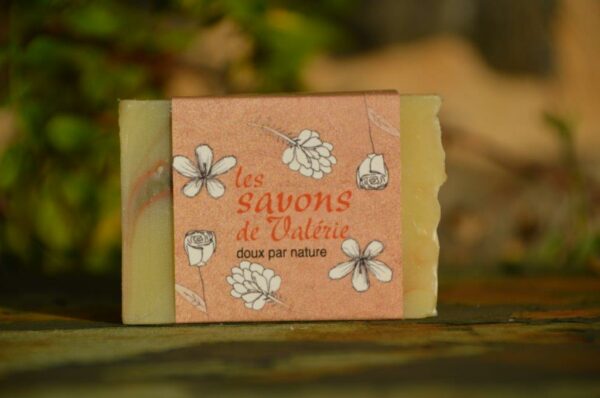 les
savons
de Valérie
doux par nature